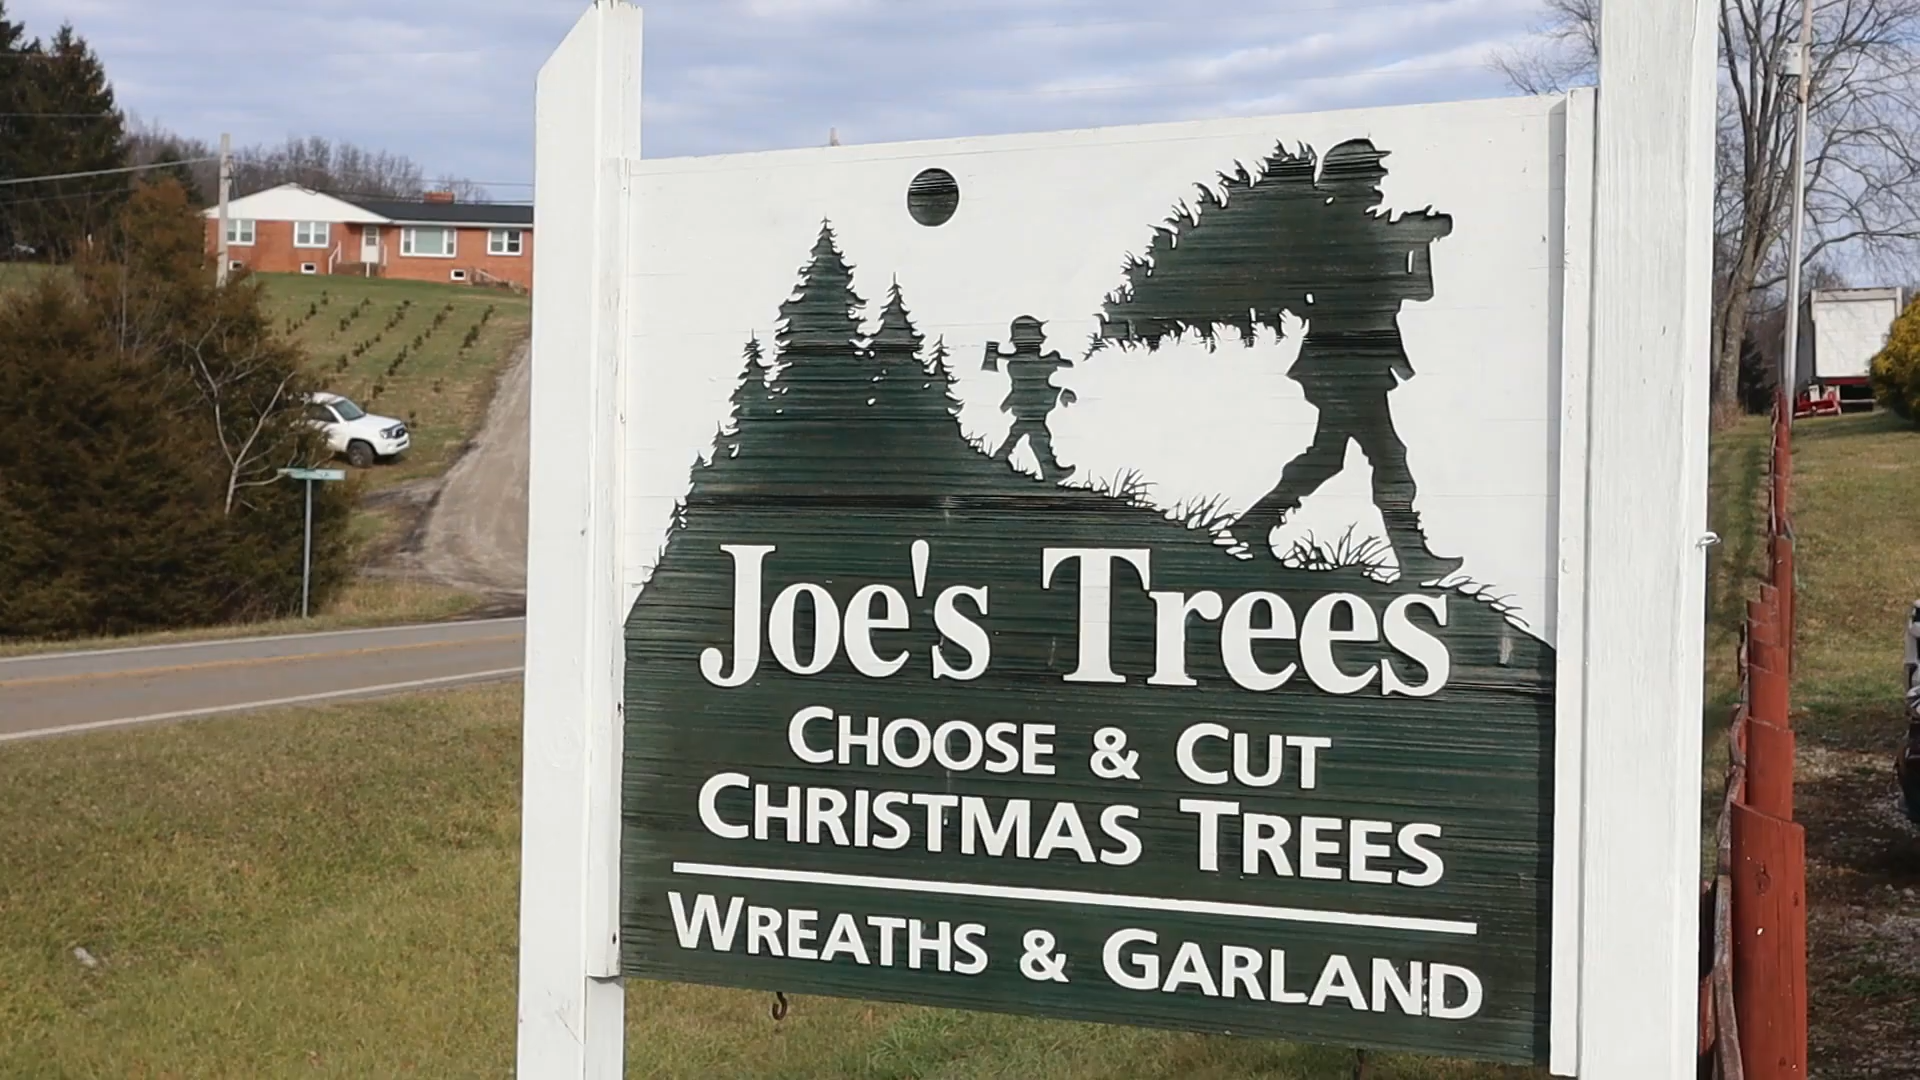 Joe's Trees
CHOOSE & CUT
CHRISTMAS TREES
WREATHS & GARLAND